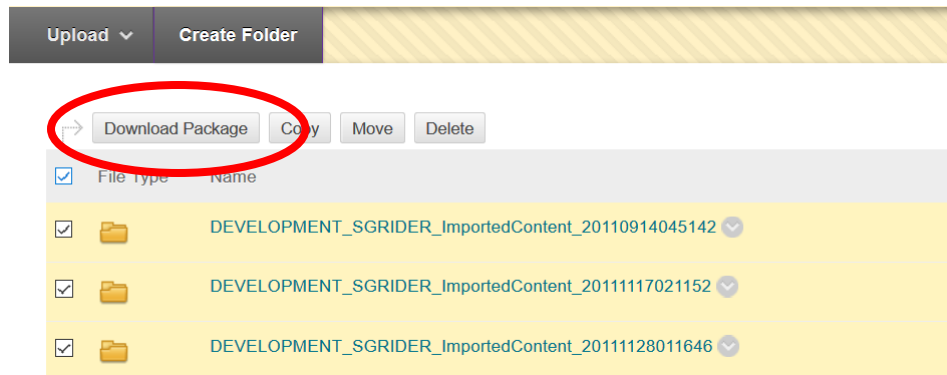 Upload Create Folder
Download Package Copy Move Delete
File Type Name
DEVELOPMENT_SGRIDER_ImportedContent_20110914045142
DEVELOPMENT_SGRIDER_ImportedContent_20111117021152
DEVELOPMENT_SGRIDER_ImportedContent_20111128011646